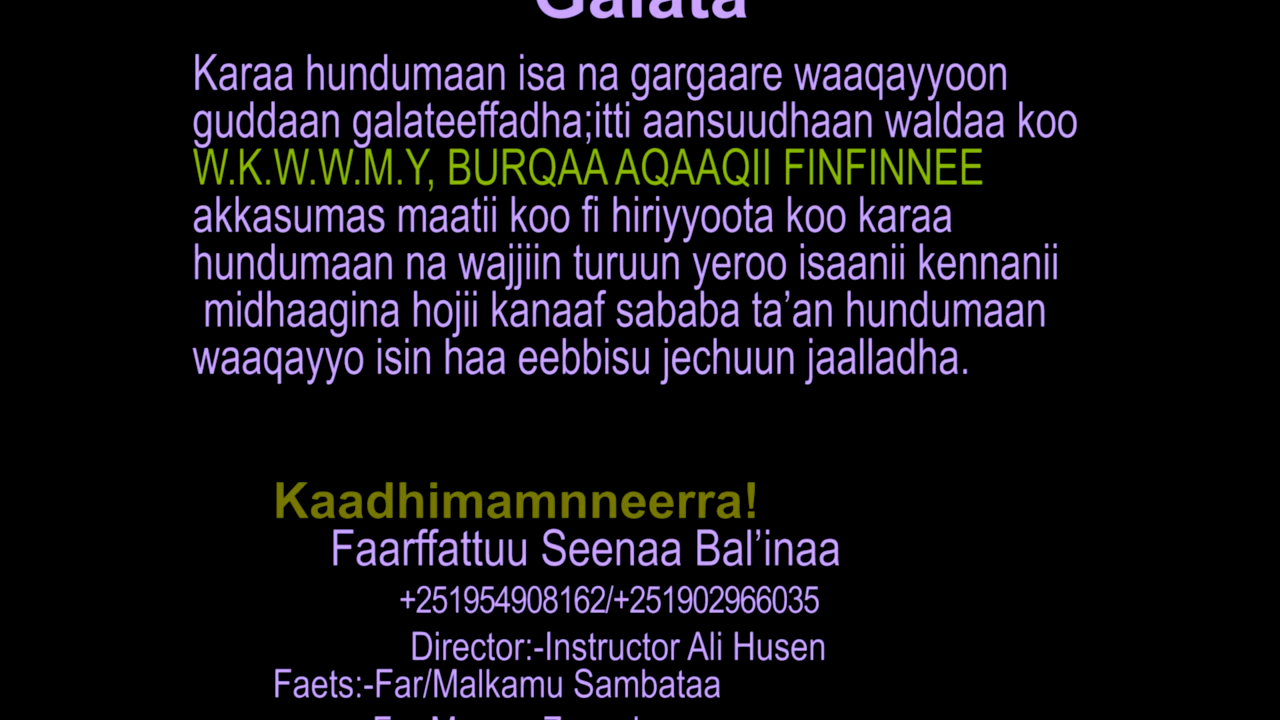 Galata
Karaa hundumaan isa na gargaare waaqayyoon
guddaan galateeffadha;itti aansuudhaan waldaa koo
W.K.W.W.M.Y, BURQAA AQAAQII FINFINNEE
akkasumas maatii koo fi hiriyyoota koo karaa
hundumaan na wajjiin turuun yeroo isaanii kennanii
midhaagina hojii kanaaf sababa ta’an hundumaan
waaqayyo isin haa eebbisu jechuun jaalladha.
Kaadhimamnneerra!
Faarffattuu Seenaa Bal’inaa
+251954908162/+251902966035
Director:-Instructor Ali Husen
Faets:-Far/Malkamu Sambataa